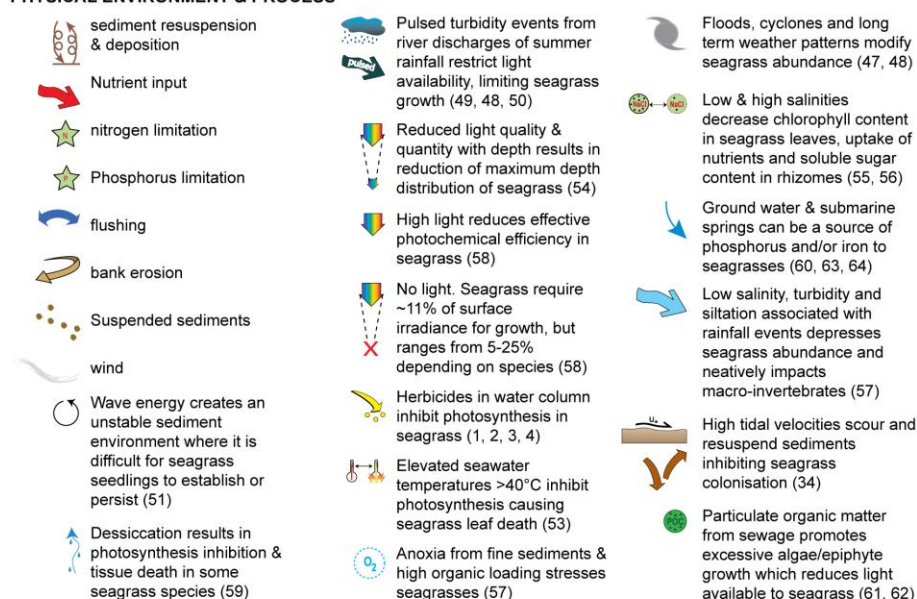 PHYSICAL ENVIRONMENT & PROCESS
sediment resuspension
& deposition
Nutrient input
N
nitrogen limitation
P
Phosphorus limitation
flushing
bank erosion
Suspended sediments
wind
Wave energy creates an
unstable sediment
environment where it is
difficult for seagrass
seedlings to establish or
persist (51)
Dessiccation results in
photosynthesis inhibition &
tissue death in some
seagrass species (59)
Pulsed turbidity events from
river discharges of summer
pulsed
rainfall restrict light
availability, limiting seagrass
growth (49, 48, 50)
Reduced light quality &
quantity with depth results in
reduction of maximum depth
distribution of seagrass (54)
High light reduces effective
photochemical efficiency in
seagrass (58)
No light. Seagrass require
~11% of surface
irradiance for growth, but
ranges from 5-25%
depending on species (58)
Herbicides in water column
inhibit photosynthesis in
seagrass (1, 2, 3, 4)
Elevated seawater
temperatures >40°C inhibit
photosynthesis causing
seagrass leaf death (53)
O₂
Anoxia from fine sediments &
high organic loading stresses
seagrasses (57)
Floods, cyclones and long
term weather patterns modify
seagrass abundance (47, 48)
NaCl NaCl
Low & high salinities
decrease chlorophyll content
in seagrass leaves, uptake of
nutrients and soluble sugar
content in rhizomes (55, 56)
Ground water & submarine
springs can be a source of
phosphorus and/or iron to
seagrasses (60, 63, 64)
Low salinity, turbidity and
siltation associated with
rainfall events depresses
seagrass abundance and
neatively impacts
macro-invertebrates (57)
High tidal velocities scour and
resuspend sediments
inhibiting seagrass
colonisation (34)
POC
Particulate organic matter
from sewage promotes
excessive algae/epiphyte
growth which reduces light
available to seagrass (61, 62)